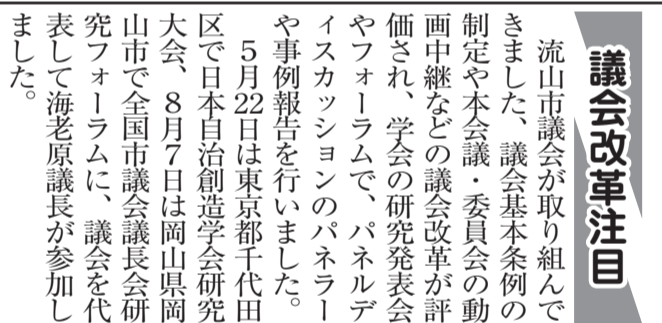 議会改革注目
流山市議会が取り組んで
きました、議会基本条例の
制定や本会議・委員会の動
画中継などの議会改革が評
価され、学会の研究発表会
やフォーラムで、パネルデ
ィスカッションのパネラー
や事例報告を行いました。
5月22日は東京都千代田
区で日本自治創造学会研究
大会、8月7日は岡山県岡
山市で全国市議会議長会研
究フォーラムに、議会を代
表して海老原議長が参加し
ました。